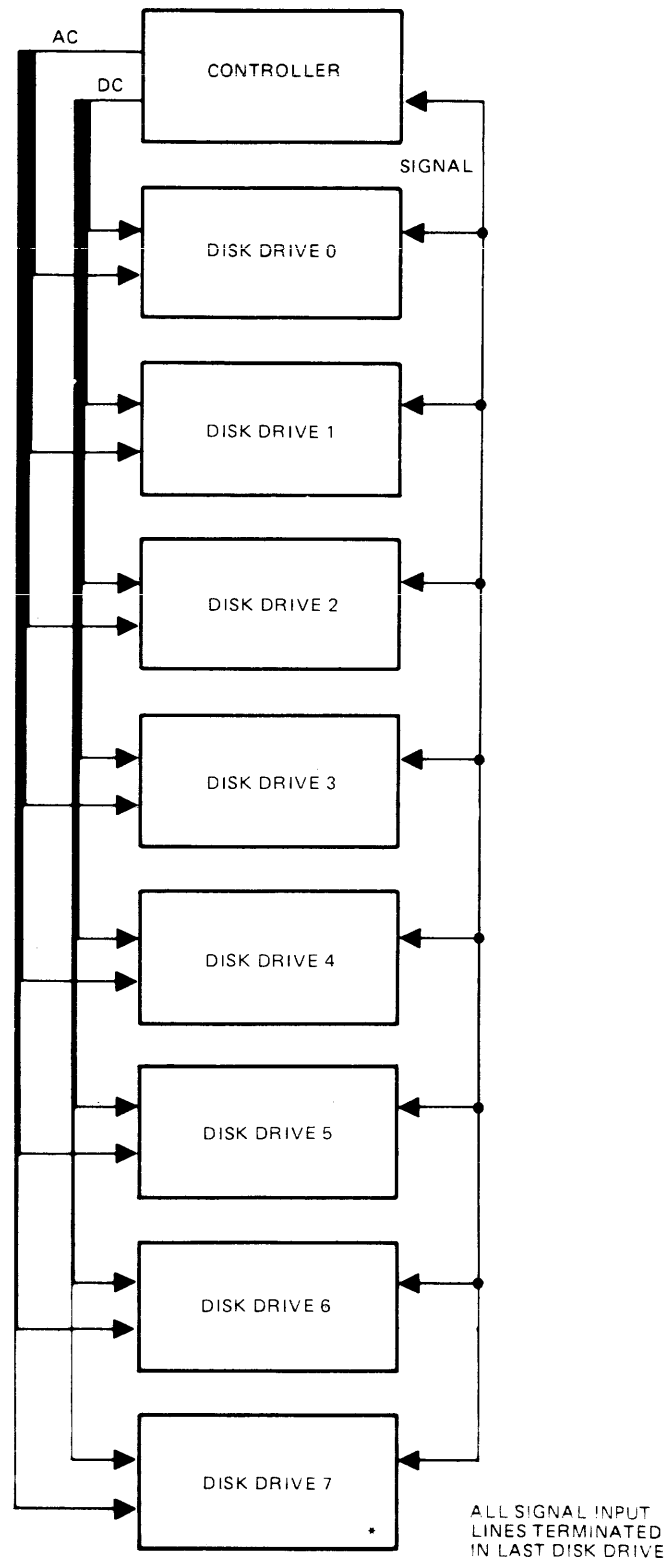 AC
CONTROLLER
DC
SIGNAL
DISK DRIVE 0
DISK DRIVE 1
DISK DRIVE 2
DISK DRIVE 3
DISK DRIVE 4
DISK DRIVE 5
DISK DRIVE 6
DISK DRIVE 7
*
ALL SIGNAL INPUT
LINES TERMINATED
IN LAST DISK DRIVE